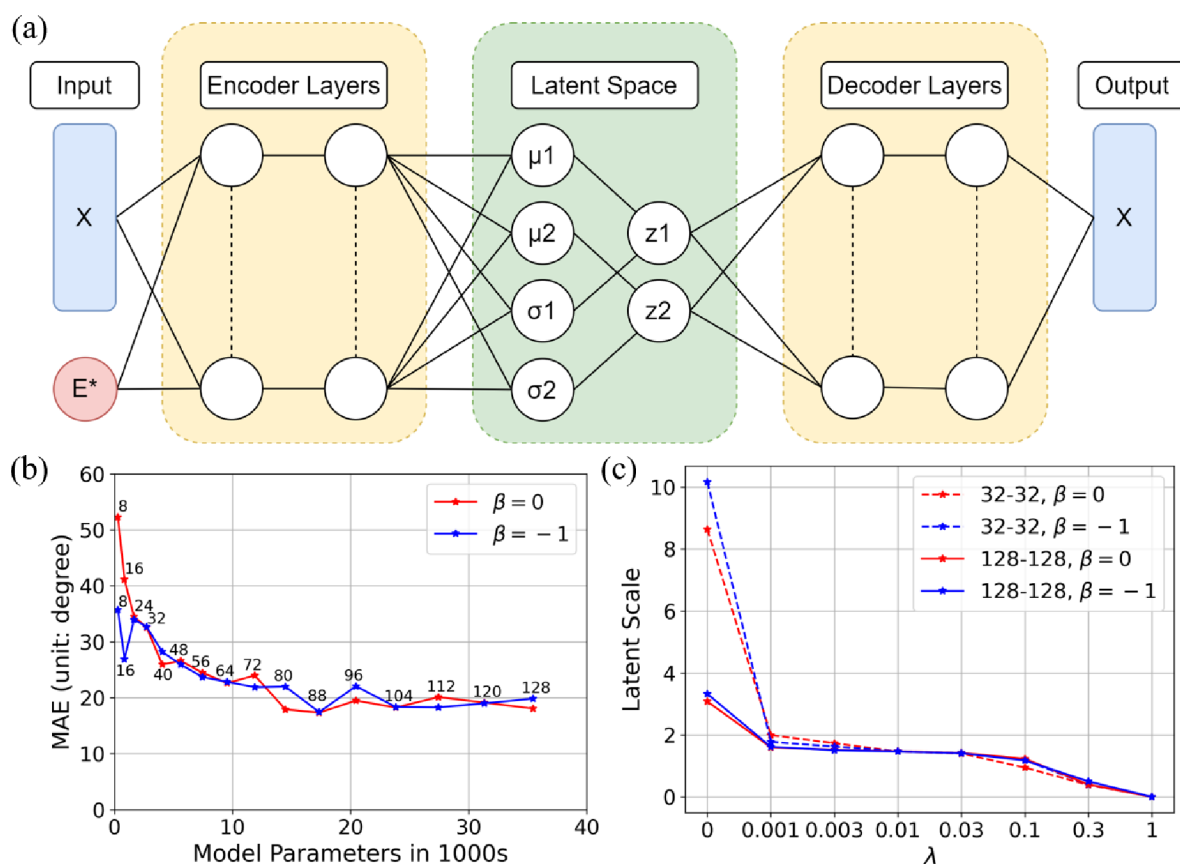 (a)
Input
Encoder Layers
Latent Space
Decoder Layers
Output
X
E*
μ1
μ2
σ1
σ2
z1
z2
X
(b)
MAE (unit: degree)
60
50
40
30
20
10
0
β = 0
β = −1
8
16
24
32
8
16
40
48
56
64
72
80
88
96
104
112
120
128
0 10 20 30 40
Model Parameters in 1000s
(c)
Latent Scale
10
8
6
4
2
0
32-32, β = 0
32-32, β = −1
128-128, β = 0
128-128, β = −1
0 0.001 0.003 0.01 0.03 0.1 0.3 1
λ